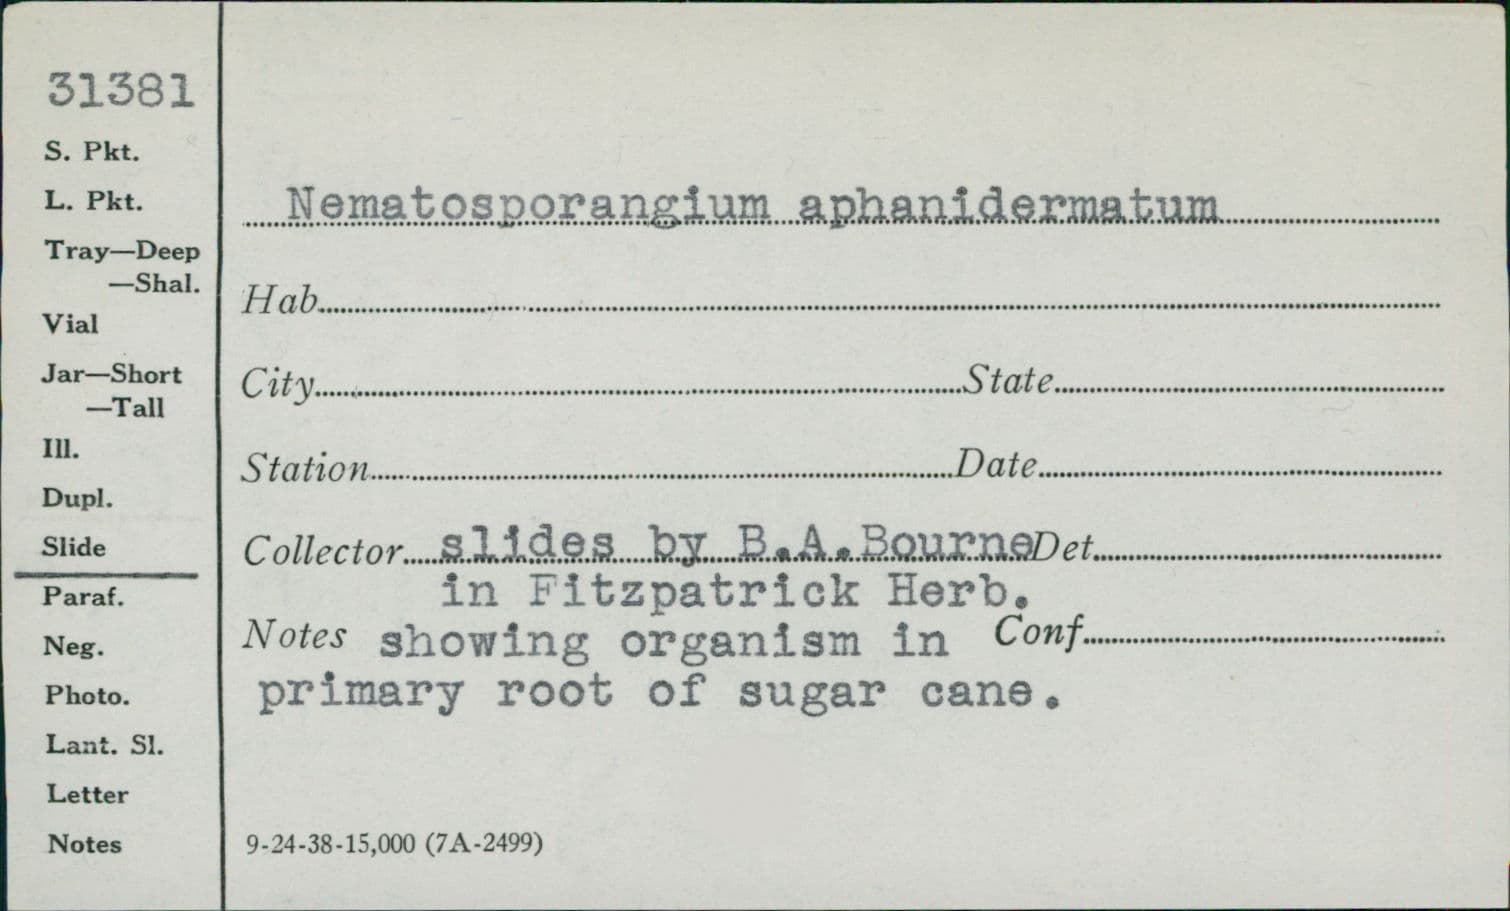 31381
S. Pkt.
L. Pkt.
Tray—Deep
—Shal.
Vial
Jar—Short
—Tall
Ill.
Dupl.
Slide
Paraf.
Neg.
Photo.
Lant. Sl.
Letter
Notes
Nematosporangium aphanidermatum
Hab.
City State
Station Date
Collector slides by B.A.Bourne Det.
in Fitzpatrick Herb.
Notes showing organism in Conf.
primary root of sugar cane.
9-24-38-15,000 (7A-2499)